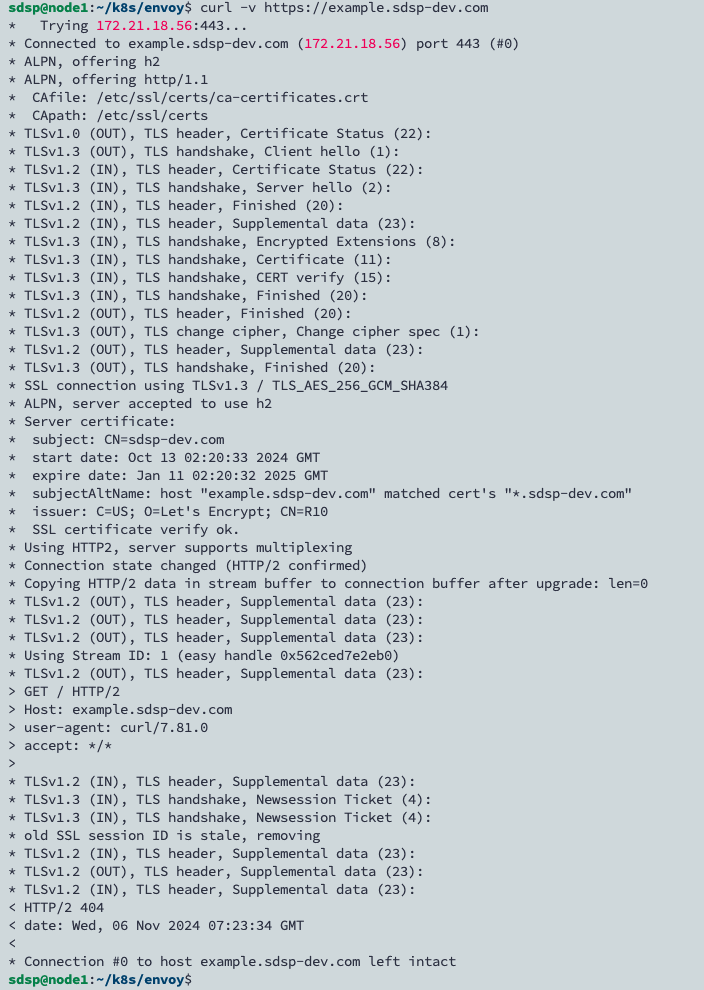 sdsp@node1:~/k8s/envoy$ curl -v https://example.sdsp-dev.com
*   Trying 172.21.18.56:443...
* Connected to example.sdsp-dev.com (172.21.18.56) port 443 (#0)
* ALPN, offering h2
* ALPN, offering http/1.1
*  CAfile: /etc/ssl/certs/ca-certificates.crt
*  CApath: /etc/ssl/certs
* TLSv1.0 (OUT), TLS header, Certificate Status (22):
* TLSv1.3 (OUT), TLS handshake, Client hello (1):
* TLSv1.2 (IN), TLS header, Certificate Status (22):
* TLSv1.3 (IN), TLS handshake, Server hello (2):
* TLSv1.2 (IN), TLS header, Finished (20):
* TLSv1.2 (IN), TLS header, Supplemental data (23):
* TLSv1.3 (IN), TLS handshake, Encrypted Extensions (8):
* TLSv1.3 (IN), TLS handshake, Certificate (11):
* TLSv1.3 (IN), TLS handshake, CERT verify (15):
* TLSv1.3 (IN), TLS handshake, Finished (20):
* TLSv1.2 (OUT), TLS header, Finished (20):
* TLSv1.3 (OUT), TLS change cipher, Change cipher spec (1):
* TLSv1.2 (OUT), TLS header, Supplemental data (23):
* TLSv1.3 (OUT), TLS handshake, Finished (20):
* SSL connection using TLSv1.3 / TLS_AES_256_GCM_SHA384
* ALPN, server accepted to use h2
* Server certificate:
*  subject: CN=sdsp-dev.com
*  start date: Oct 13 02:20:33 2024 GMT
*  expire date: Jan 11 02:20:32 2025 GMT
*  subjectAltName: host "example.sdsp-dev.com" matched cert's "*.sdsp-dev.com"
*  issuer: C=US; O=Let's Encrypt; CN=R10
*  SSL certificate verify ok.
* Using HTTP2, server supports multiplexing
* Connection state changed (HTTP/2 confirmed)
* Copying HTTP/2 data in stream buffer to connection buffer after upgrade: len=0
* TLSv1.2 (OUT), TLS header, Supplemental data (23):
* TLSv1.2 (OUT), TLS header, Supplemental data (23):
* TLSv1.2 (OUT), TLS header, Supplemental data (23):
* Using Stream ID: 1 (easy handle 0x562ced7e2eb0)
* TLSv1.2 (OUT), TLS header, Supplemental data (23):
> GET / HTTP/2
> Host: example.sdsp-dev.com
> user-agent: curl/7.81.0
> accept: */*
>
* TLSv1.2 (IN), TLS header, Supplemental data (23):
* TLSv1.3 (IN), TLS handshake, Newsession Ticket (4):
* TLSv1.3 (IN), TLS handshake, Newsession Ticket (4):
* old SSL session ID is stale, removing
* TLSv1.2 (IN), TLS header, Supplemental data (23):
* TLSv1.2 (OUT), TLS header, Supplemental data (23):
* TLSv1.2 (IN), TLS header, Supplemental data (23):
< HTTP/2 404
< date: Wed, 06 Nov 2024 07:23:34 GMT
<
* Connection #0 to host example.sdsp-dev.com left intact
sdsp@node1:~/k8s/envoy$